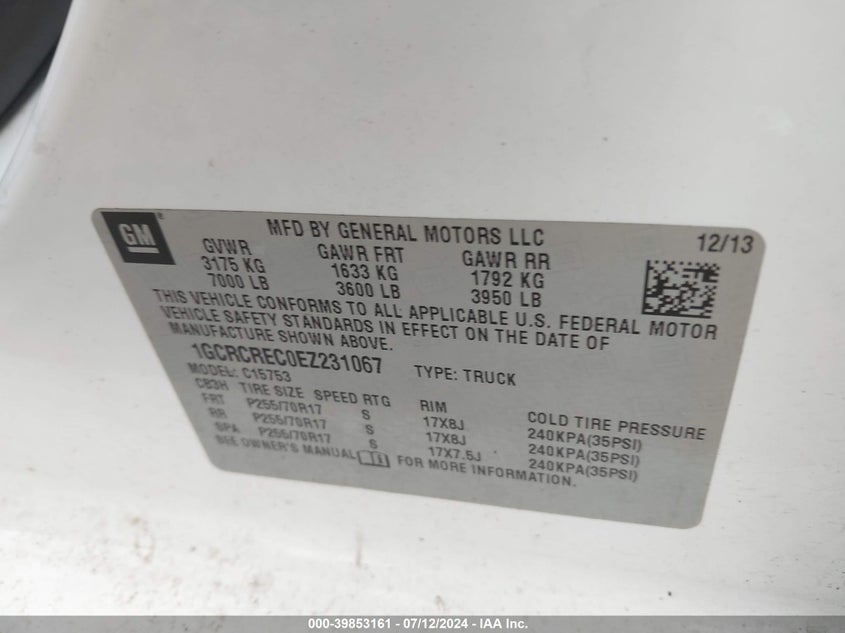 GM®
MFD BY GENERAL MOTORS LLC 12/13
GVWR GAWR FRT GAWR RR
3175 KG 1633 KG 1792 KG
7000 LB 3600 LB 3950 LB
THIS VEHICLE CONFORMS TO ALL APPLICABLE U.S. FEDERAL MOTOR
VEHICLE SAFETY STANDARDS IN EFFECT ON THE DATE OF
MANUFACTURE SHOWN ABOVE.
1GCRCREC0EZ231067 TYPE: TRUCK
MODEL: C15753
CB3H TIRE SIZE SPEED RTG RIM COLD TIRE PRESSURE
FRT P255/70R17 S 17X8J 240KPA(35PSI)
RR P255/70R17 S 17X8J 240KPA(35PSI)
SPA P255/70R17 S 17X7.5J 240KPA(35PSI)
SEE OWNER'S MANUAL FOR MORE INFORMATION.
000-39853161 - 07/12/2024 - IAA Inc.